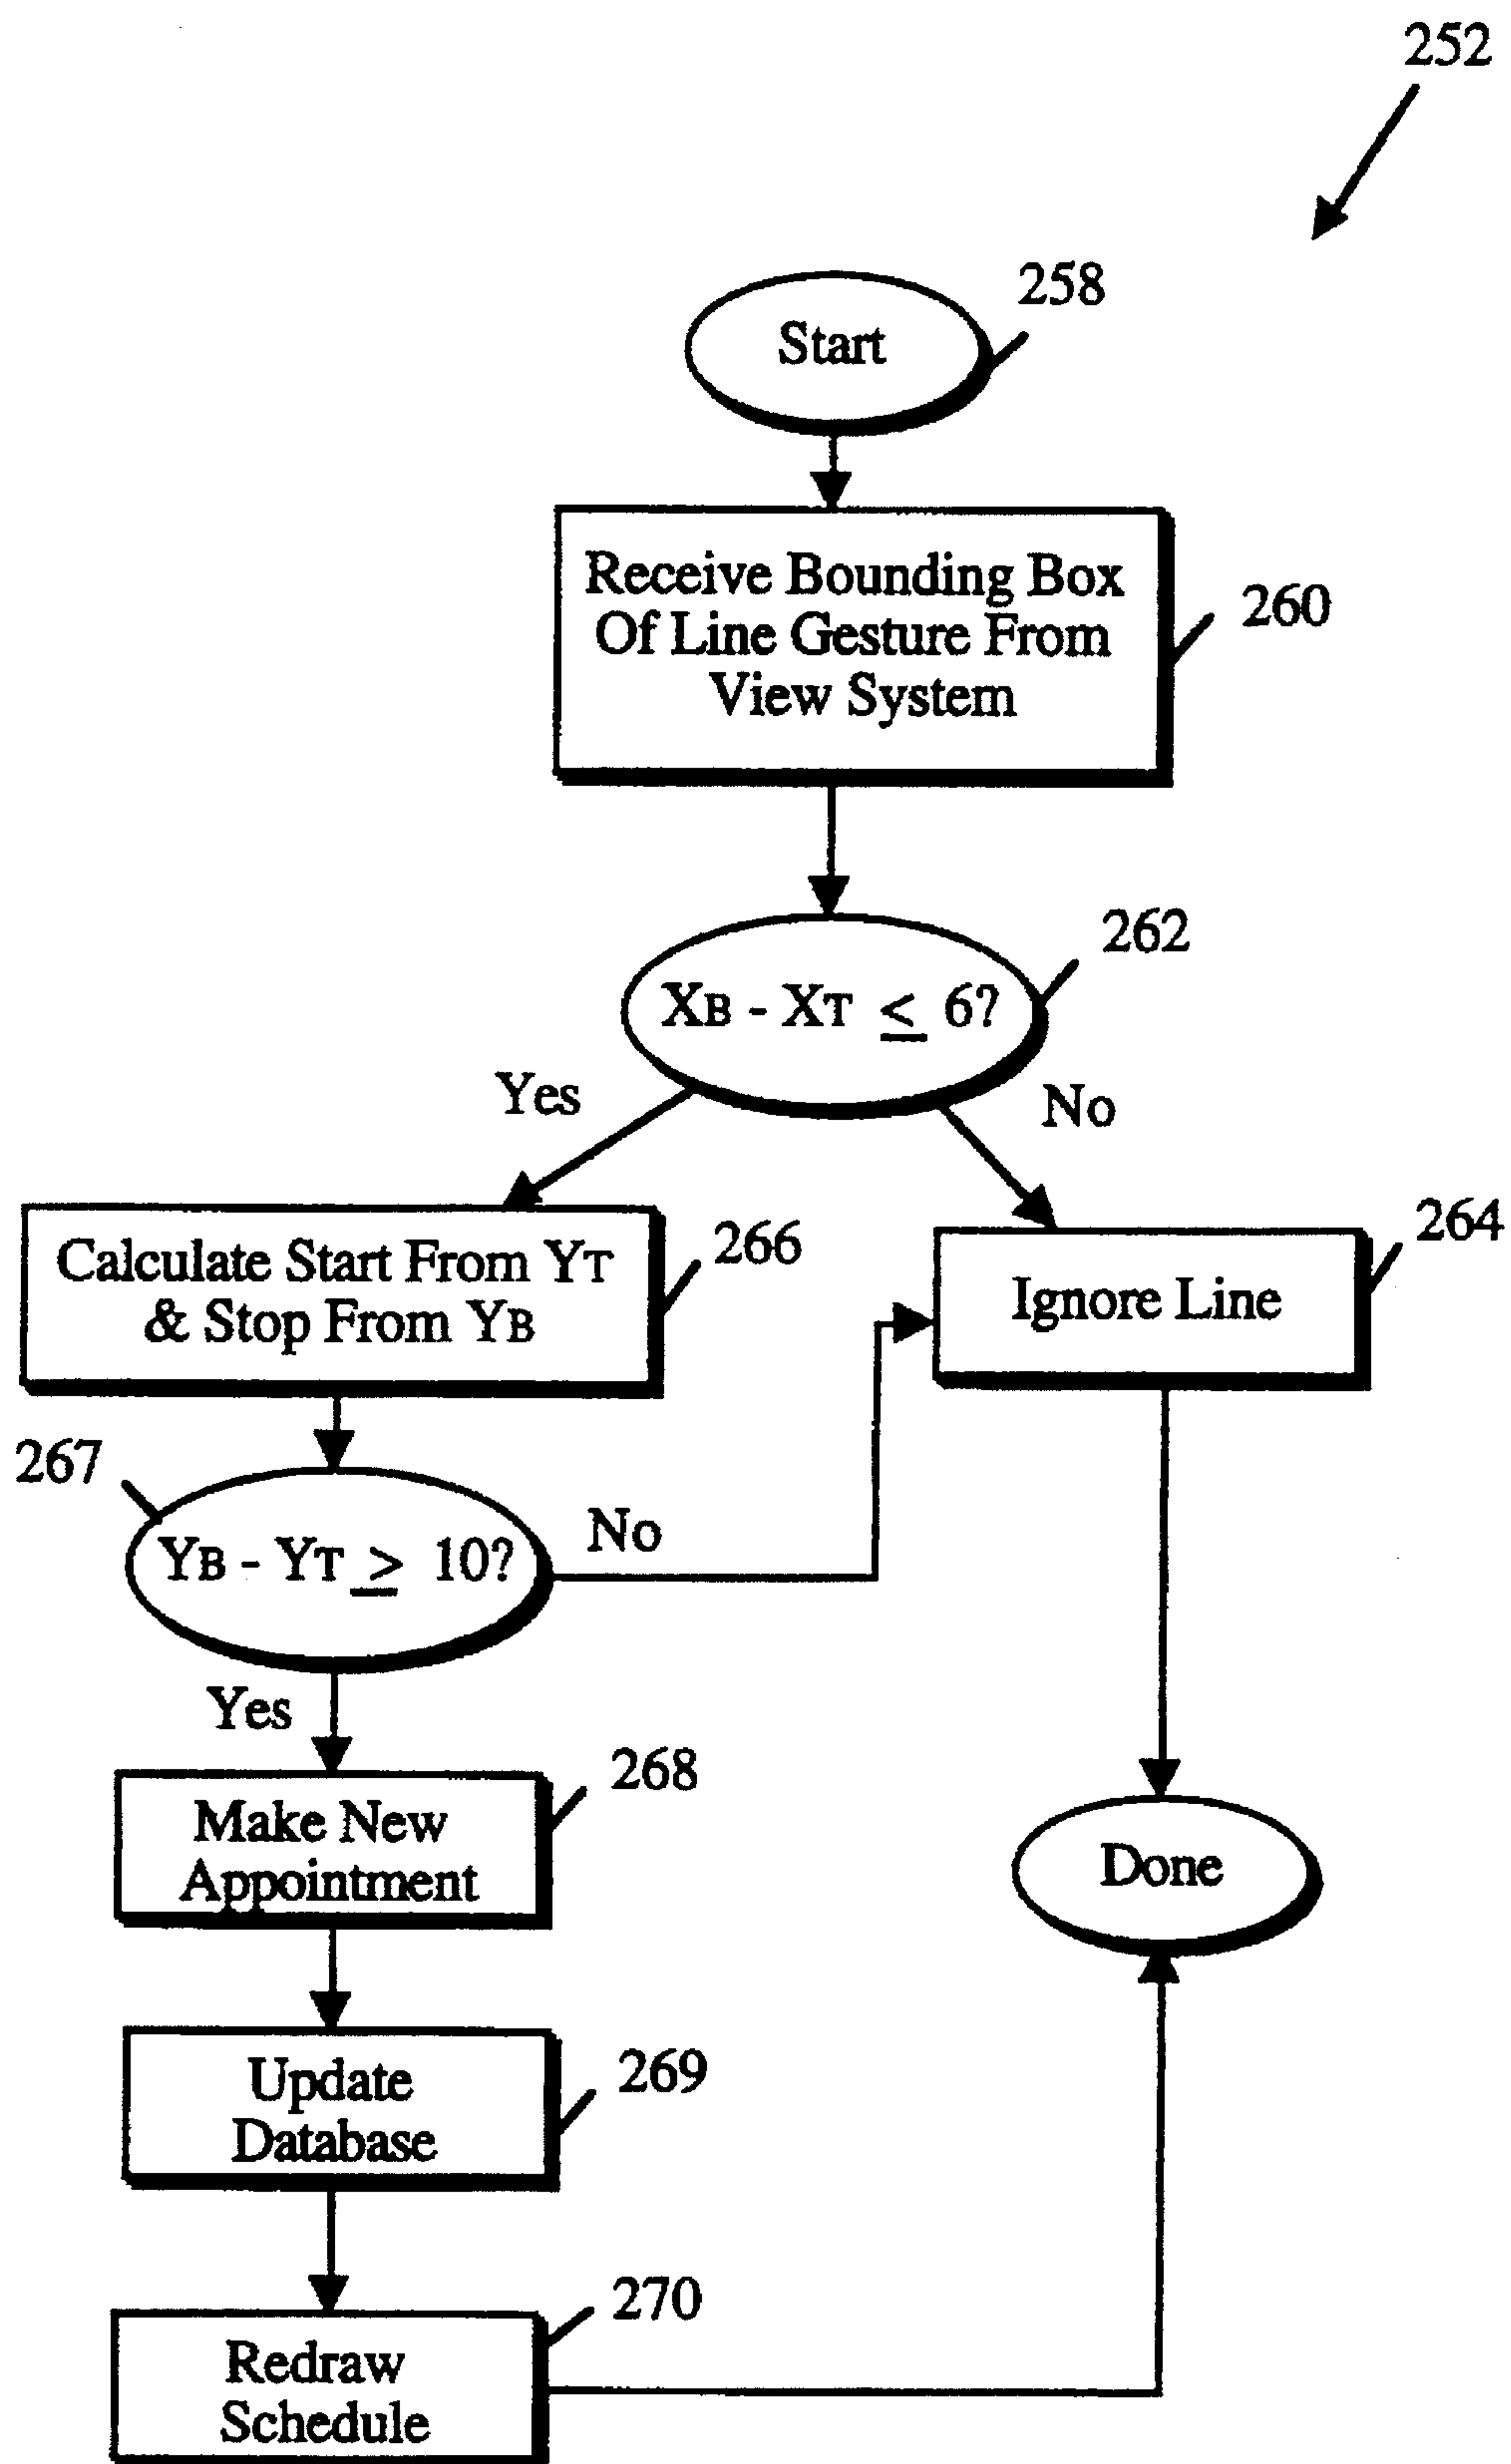 252
258
Start
Receive Bounding Box
Of Line Gesture From
View System
260
262
XB - XT ≤ 6?
Yes
No
Calculate Start From YT
& Stop From YB
266
264
Ignore Line
267
YB - YT ≥ 10?
No
Yes
268
Make New
Appointment
Done
269
Update
Database
270
Redraw
Schedule